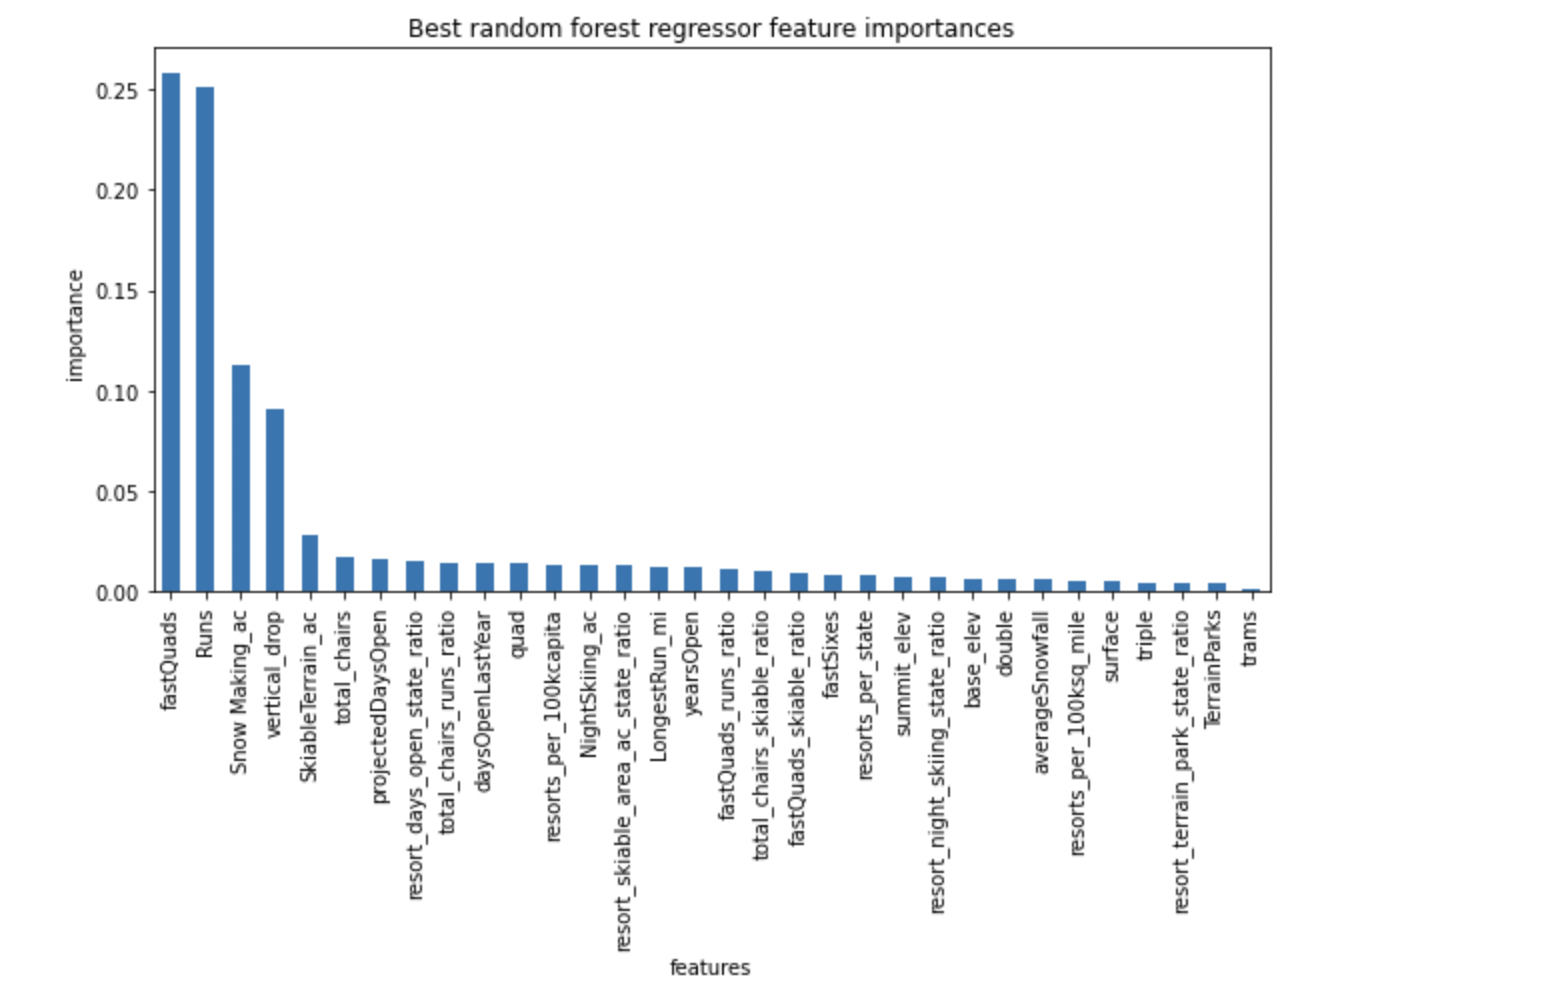 Best random forest regressor feature importances
importance
0.25
0.20
0.15
0.10
0.05
0.00
fastQuads
Runs
Snow Making_ac
vertical_drop
SkiableTerrain_ac
total_chairs
projectedDaysOpen
resort_days_open_state_ratio
total_chairs_runs_ratio
daysOpenLastYear
quad
resorts_per_100kcapita
NightSkiing_ac
resort_skiable_area_ac_state_ratio
LongestRun_mi
yearsOpen
fastQuads_runs_ratio
total_chairs_skiable_ratio
fastQuads_skiable_ratio
fastSixes
resorts_per_state
summit_elev
resort_night_skiing_state_ratio
base_elev
double
averageSnowfall
resorts_per_100ksq_mile
surface
triple
resort_terrain_park_state_ratio
TerrainParks
trams
features